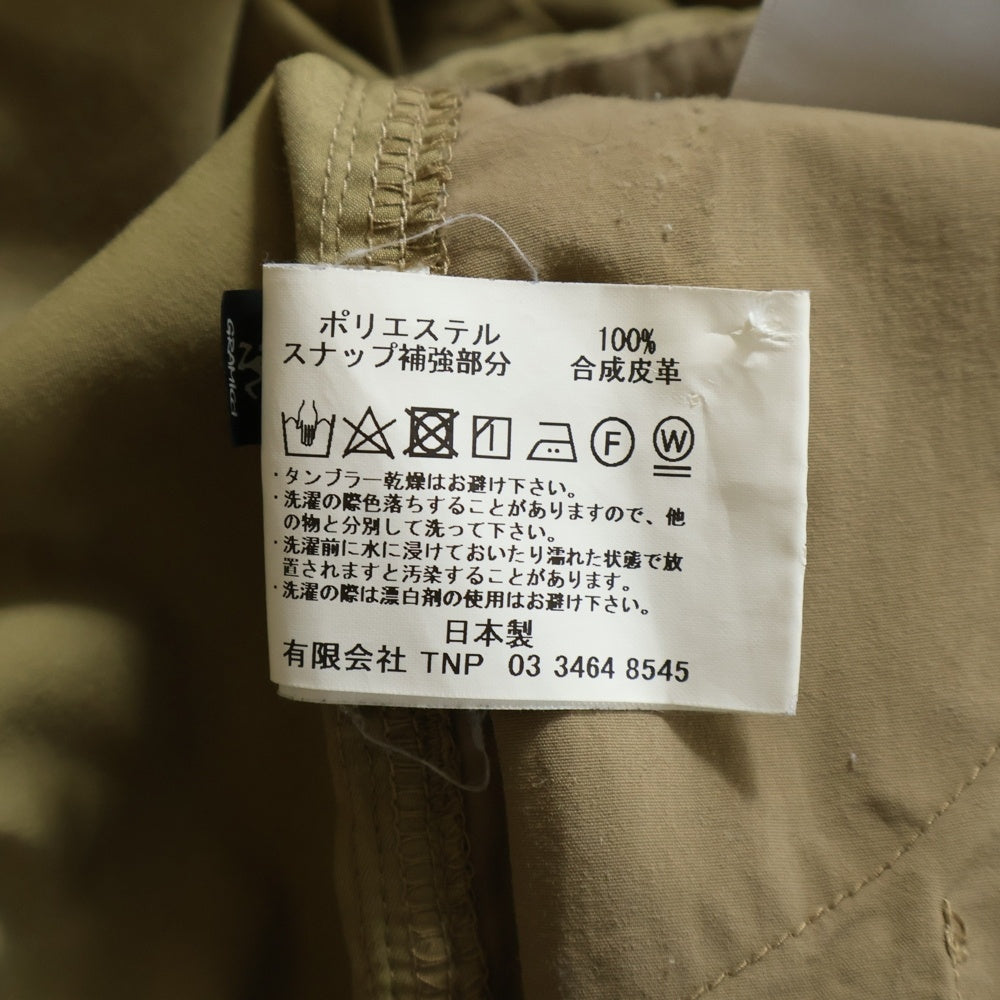 ポリエステル 100%
スナップ補強部分 合成皮革
F W
・タンブラー乾燥はお避け下さい。
・洗濯の際色落ちすることがありますので、他
の物と分別して洗って下さい。
・洗濯前に水に浸けておいたり濡れた状態で放
置されますと汚染することがあります。
・洗濯の際は漂白剤の使用はお避け下さい。
日本製
有限会社 TNP 03 3464 8545
GRAMICCI